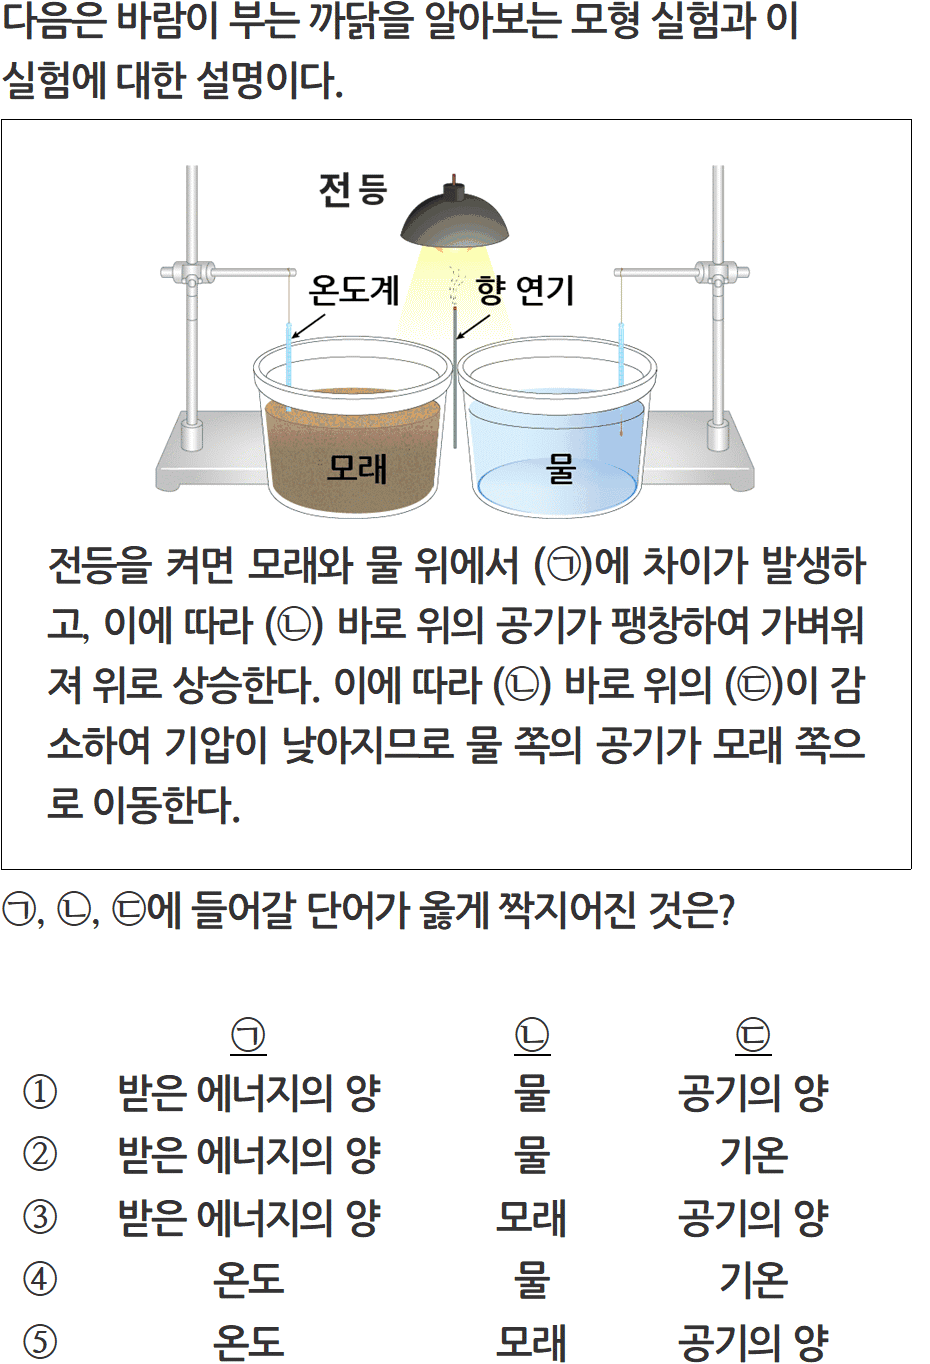 다음은 바람이 부는 까닭을 알아보는 모형 실험과 이
실험에 대한 설명이다.
전등
온도계
향 연기
모래
물
전등을 켜면 모래와 물 위에서 (㉠)에 차이가 발생하
고, 이에 따라 (㉡) 바로 위의 공기가 팽창하여 가벼워
져 위로 상승한다. 이에 따라 (㉡) 바로 위의 (㉢)이 감
소하여 기압이 낮아지므로 물 쪽의 공기가 모래 쪽으
로 이동한다.
㉠, ㉡, ㉢에 들어갈 단어가 옳게 짝지어진 것은?
㉠ ㉡ ㉢
① 받은 에너지의 양 물 공기의 양
② 받은 에너지의 양 물 기온
③ 받은 에너지의 양 모래 공기의 양
④ 온도 물 기온
⑤ 온도 모래 공기의 양